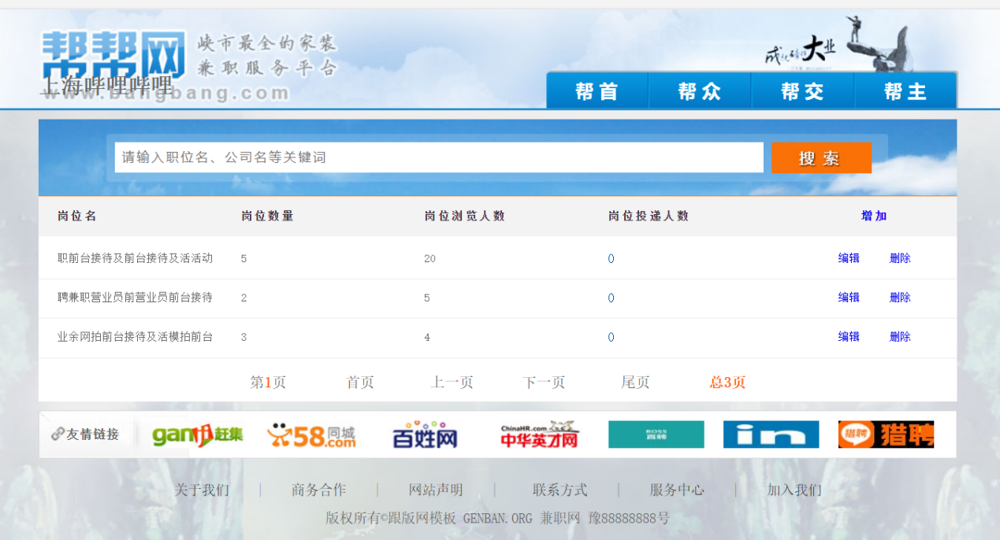 帮帮网
峡市最全的家装
兼职服务平台
上海哔哩哔哩
www.bangbang.com
成就大业
帮首 帮众 帮交 帮主
请输入职位名、公司名等关键词 搜索
岗位名 岗位数量 岗位浏览人数 岗位投递人数 增加
职前台接待及前台接待及活活动 5 20 0 编辑 删除
聘兼职营业员前营业员前台接待 2 5 0 编辑 删除
业余网拍前台接待及活模拍前台 3 4 0 编辑 删除
第1页 首页 上一页 下一页 尾页 总3页
友情链接 ganji赶集 58同城.com 百姓网 ChinaHR.com 中华英才网 BOSS直聘 in 猎聘 猎聘
关于我们 | 商务合作 | 网站声明 | 联系方式 | 服务中心 | 加入我们
版权所有©跟版网模板 GENBAN.ORG 兼职网 豫88888888号